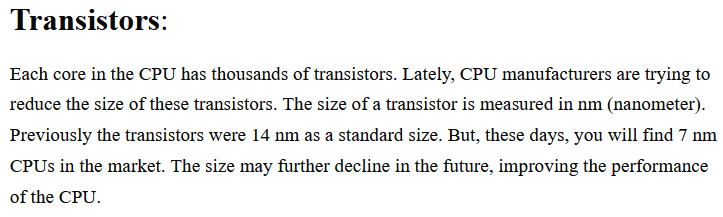 Transistors:
Each core in the CPU has thousands of transistors. Lately, CPU manufacturers are trying to
reduce the size of these transistors. The size of a transistor is measured in nm (nanometer).
Previously the transistors were 14 nm as a standard size. But, these days, you will find 7 nm
CPUs in the market. The size may further decline in the future, improving the performance
of the CPU.